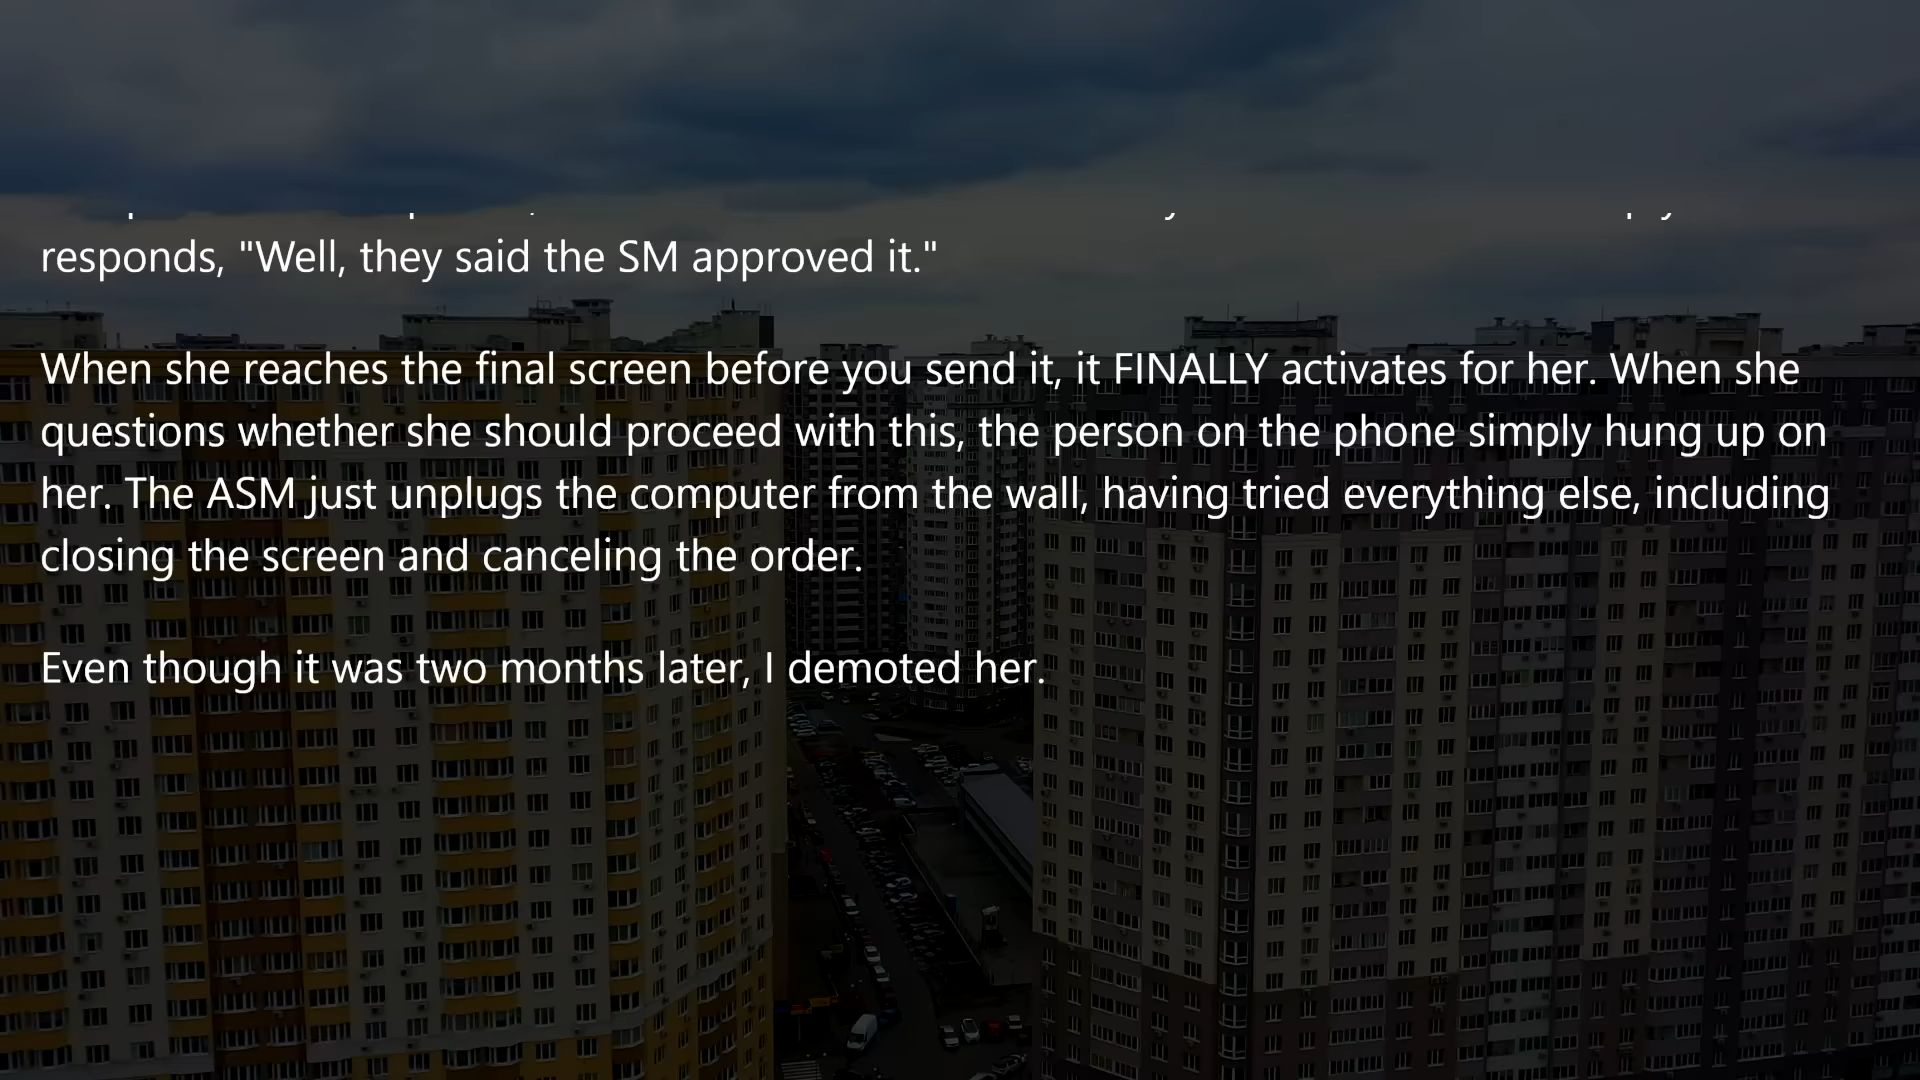 responds, "Well, they said the SM approved it."
When she reaches the final screen before you send it, it FINALLY activates for her. When she
questions whether she should proceed with this, the person on the phone simply hung up on
her. The ASM just unplugs the computer from the wall, having tried everything else, including
closing the screen and canceling the order.
Even though it was two months later, I demoted her.